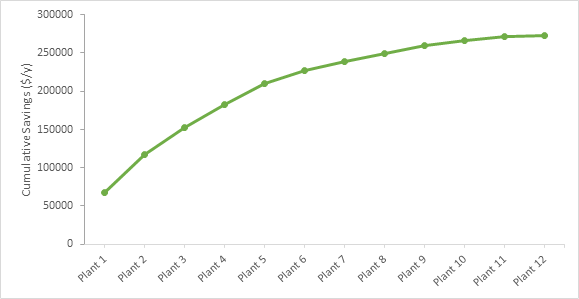 300000
250000
200000
150000
100000
50000
0
Cumulative Savings ($/y)
Plant 1
Plant 2
Plant 3
Plant 4
Plant 5
Plant 6
Plant 7
Plant 8
Plant 9
Plant 10
Plant 11
Plant 12